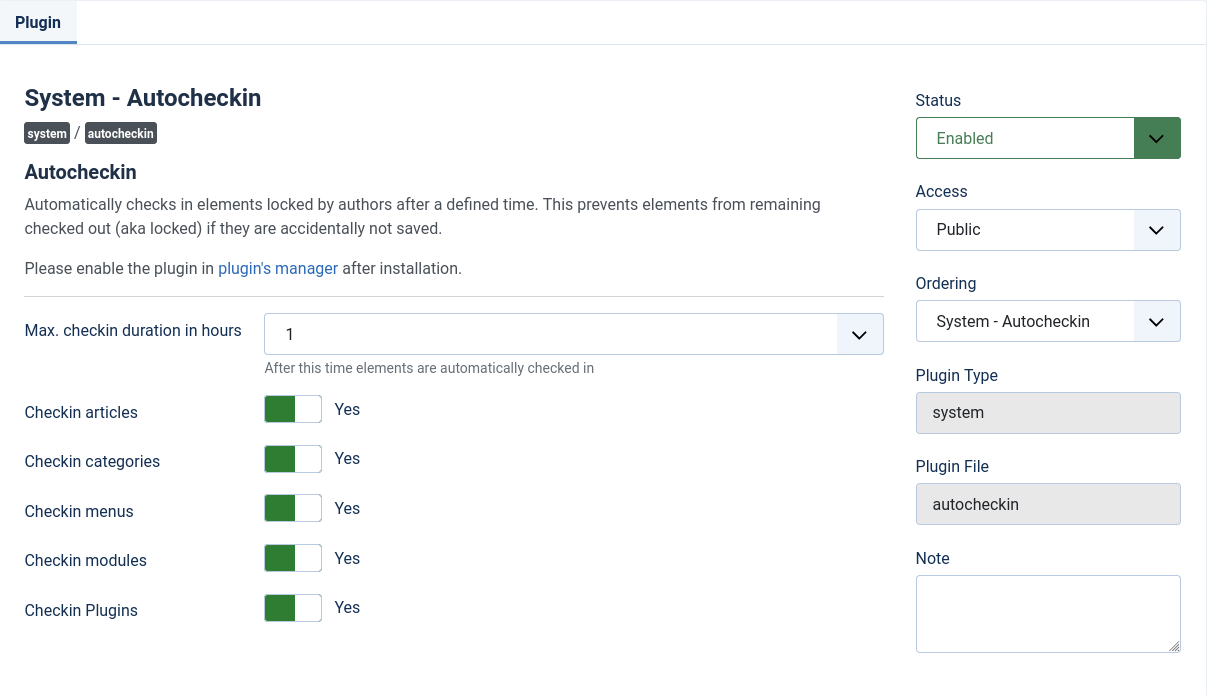 Plugin
System - Autocheckin
system / autocheckin
Autocheckin
Automatically checks in elements locked by authors after a defined time. This prevents elements from remaining
checked out (aka locked) if they are accidentally not saved.
Please enable the plugin in plugin's manager after installation.
Max. checkin duration in hours
1
After this time elements are automatically checked in
Checkin articles
Yes
Checkin categories
Yes
Checkin menus
Yes
Checkin modules
Yes
Checkin Plugins
Yes
Status
Enabled
Access
Public
Ordering
System - Autocheckin
Plugin Type
system
Plugin File
autocheckin
Note